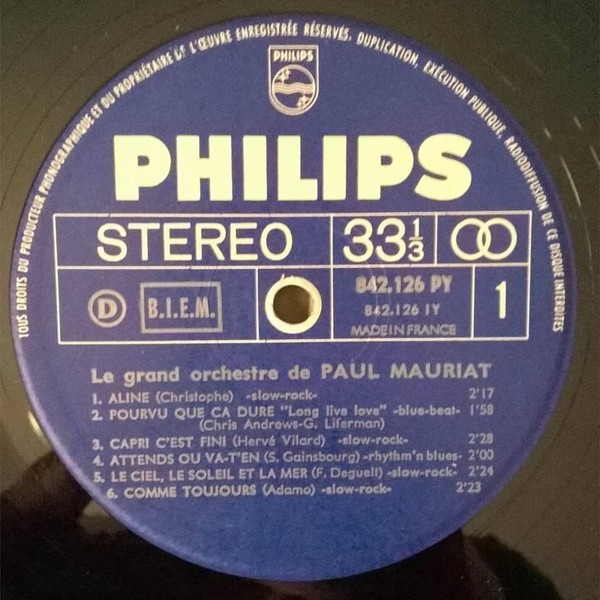 TOUS DROITS DU PRODUCTEUR PHONOGRAPHIQUE ET DU PROPRIÉTAIRE DE L'ŒUVRE ENREGISTRÉE RÉSERVÉS, DUPLICATION, EXÉCUTION PUBLIQUE, RADIODIFFUSION DE CE DISQUE INTERDITES
PHILIPS
PHILIPS
STEREO 33⅓
D B.I.E.M. 842.126 PY 1
842.126 1Y
MADE IN FRANCE
Le grand orchestre de PAUL MAURIAT
1. ALINE (Christophe) -slow-rock- 2'17
2. POURVU QUE CA DURE "Long live love" -blue-beat- 1'58
(Chris Andrews-G. Liferman)
3. CAPRI C'EST FINI (Hervé Vilard) -slow-rock- 2'28
4. ATTENDS OU VA-T'EN (S. Gainsbourg) -rhythm'n blues- 2'00
5. LE CIEL, LE SOLEIL ET LA MER (F. Deguelt) -slow-rock- 2'24
6. COMME TOUJOURS (Adamo) -slow-rock- 2'23